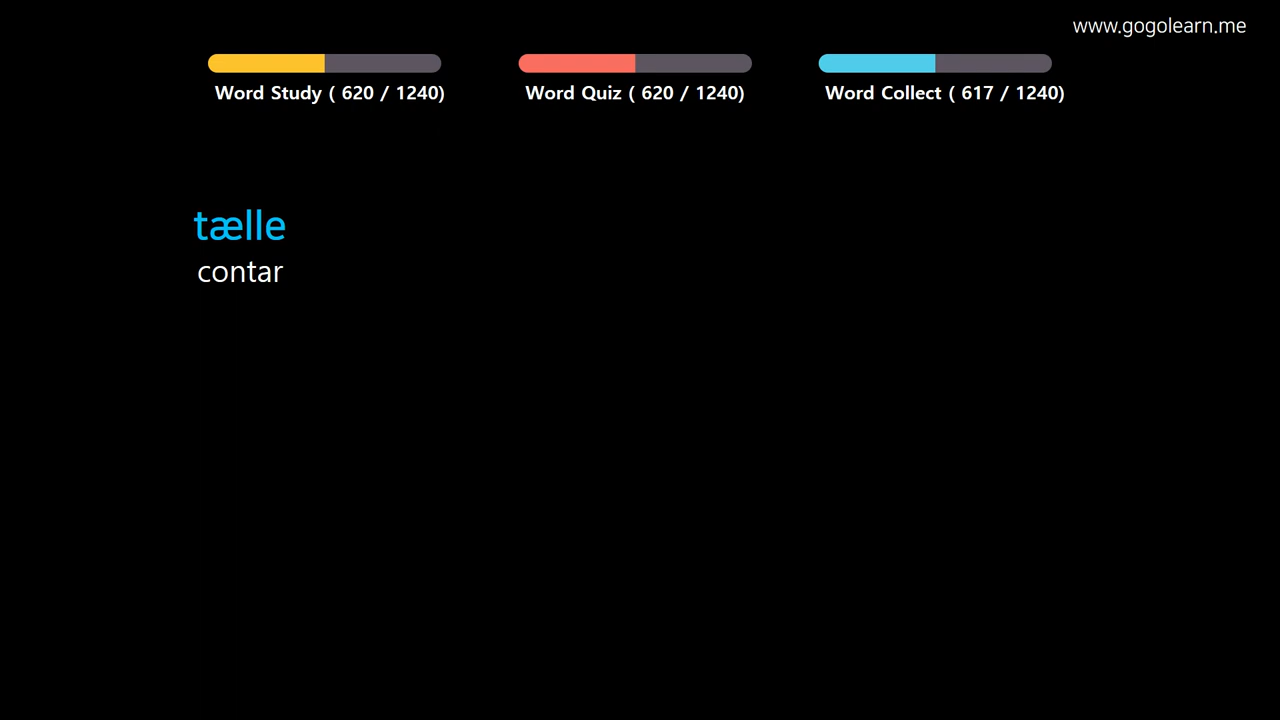 www.gogolearn.me
Word Study ( 620 / 1240)
Word Quiz ( 620 / 1240)
Word Collect ( 617 / 1240)
tælle
contar